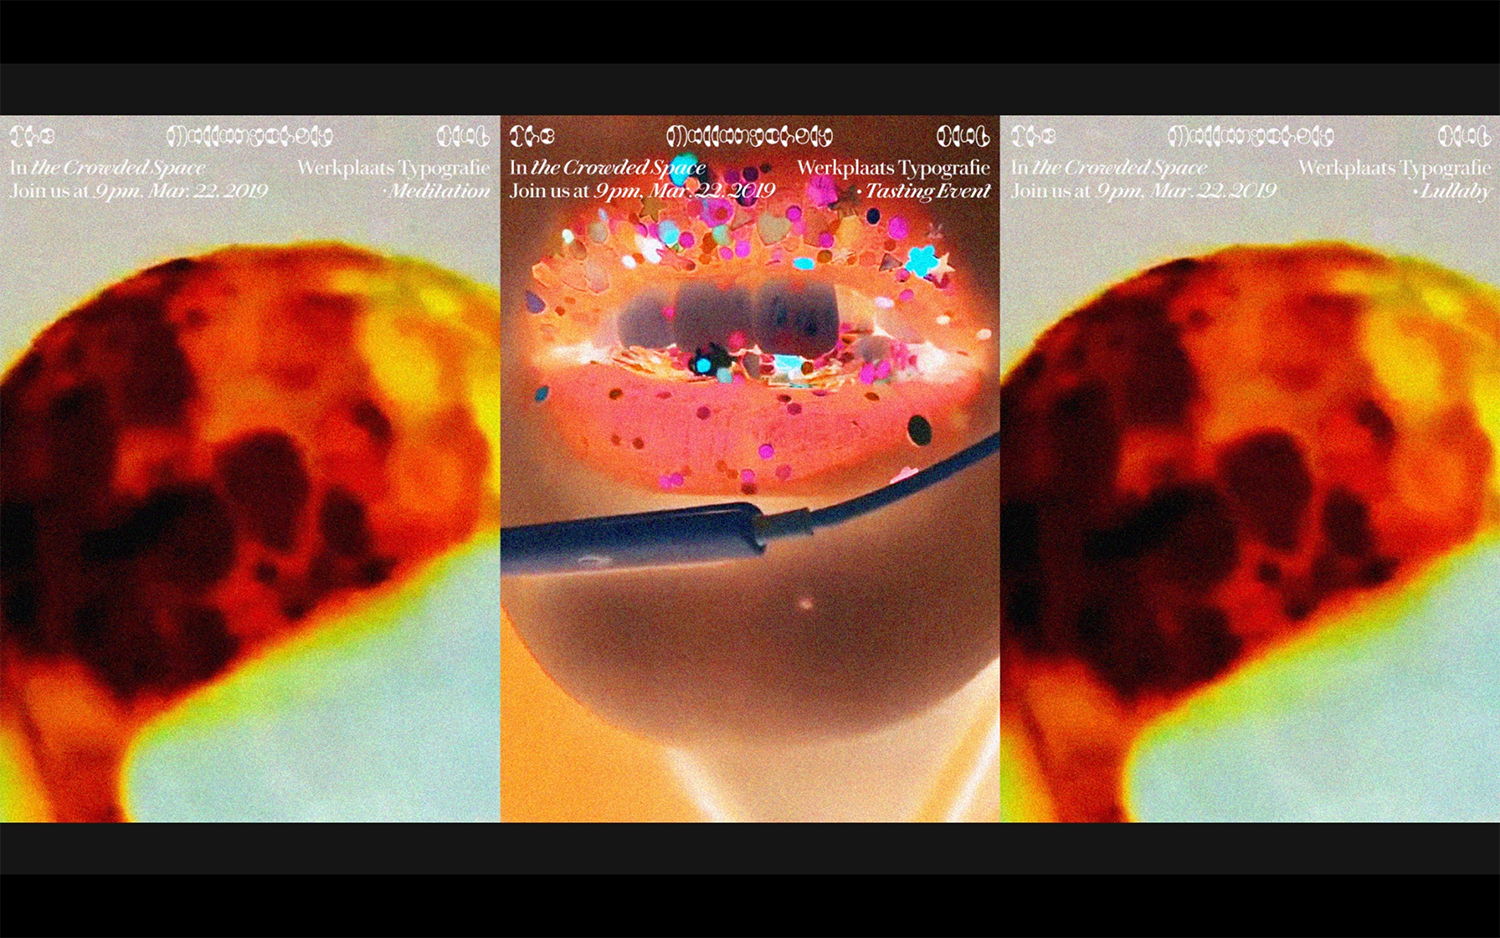 The Melancholy Club
In the Crowded Space Werkplaats Typografie
Join us at 9pm. Mar. 22. 2019 · Meditation
The Melancholy Club
In the Crowded Space Werkplaats Typografie
Join us at 9pm. Mar. 22. 2019 · Tasting Event
The Melancholy Club
In the Crowded Space Werkplaats Typografie
Join us at 9pm. Mar. 22. 2019 · Lullaby